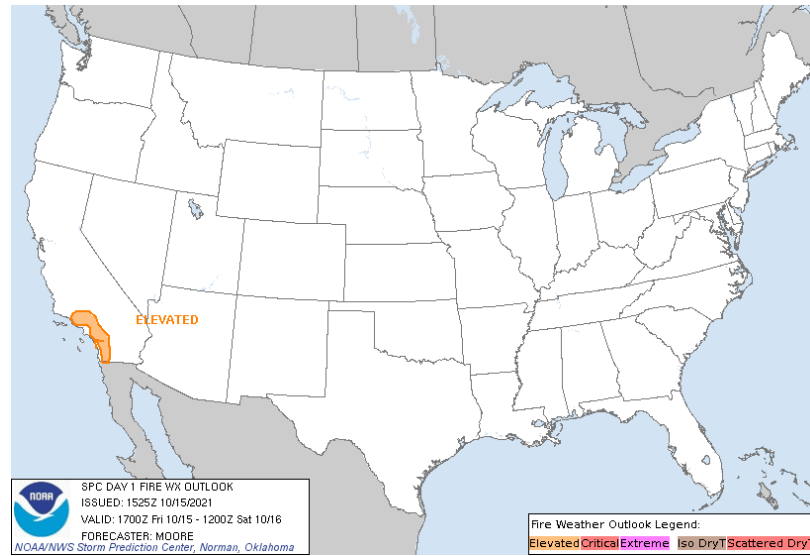 ELEVATED
NOAA
SPC DAY 1 FIRE WX OUTLOOK
ISSUED: 1525Z 10/15/2021
VALID: 1700Z Fri 10/15 - 1200Z Sat 10/16
FORECASTER: MOORE
NOAA/NWS Storm Prediction Center, Norman, Oklahoma
Fire Weather Outlook Legend:
Elevated Critical Extreme Iso DryT Scattered DryT